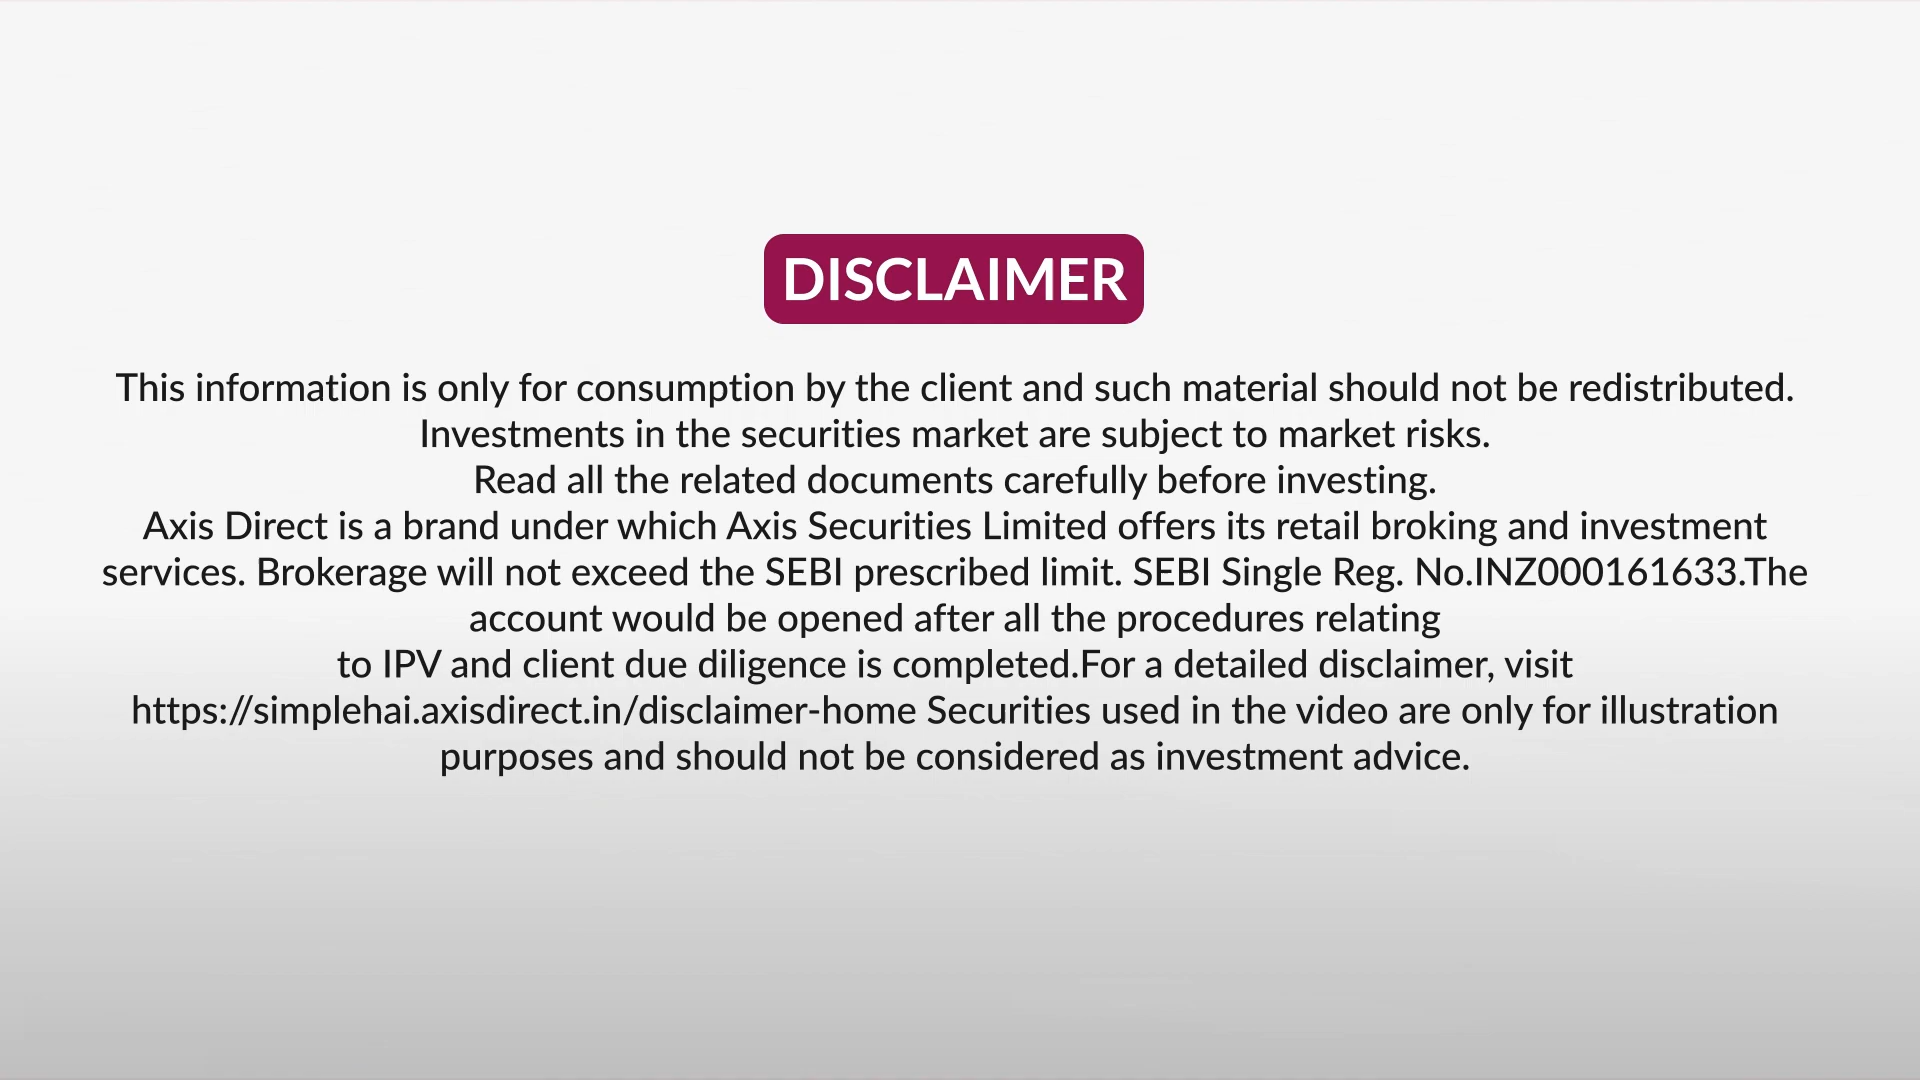 DISCLAIMER
This information is only for consumption by the client and such material should not be redistributed.
Investments in the securities market are subject to market risks.
Read all the related documents carefully before investing.
Axis Direct is a brand under which Axis Securities Limited offers its retail broking and investment
services. Brokerage will not exceed the SEBI prescribed limit. SEBI Single Reg. No.INZ000161633.The
account would be opened after all the procedures relating
to IPV and client due diligence is completed.For a detailed disclaimer, visit
https://simplehai.axisdirect.in/disclaimer-home Securities used in the video are only for illustration
purposes and should not be considered as investment advice.